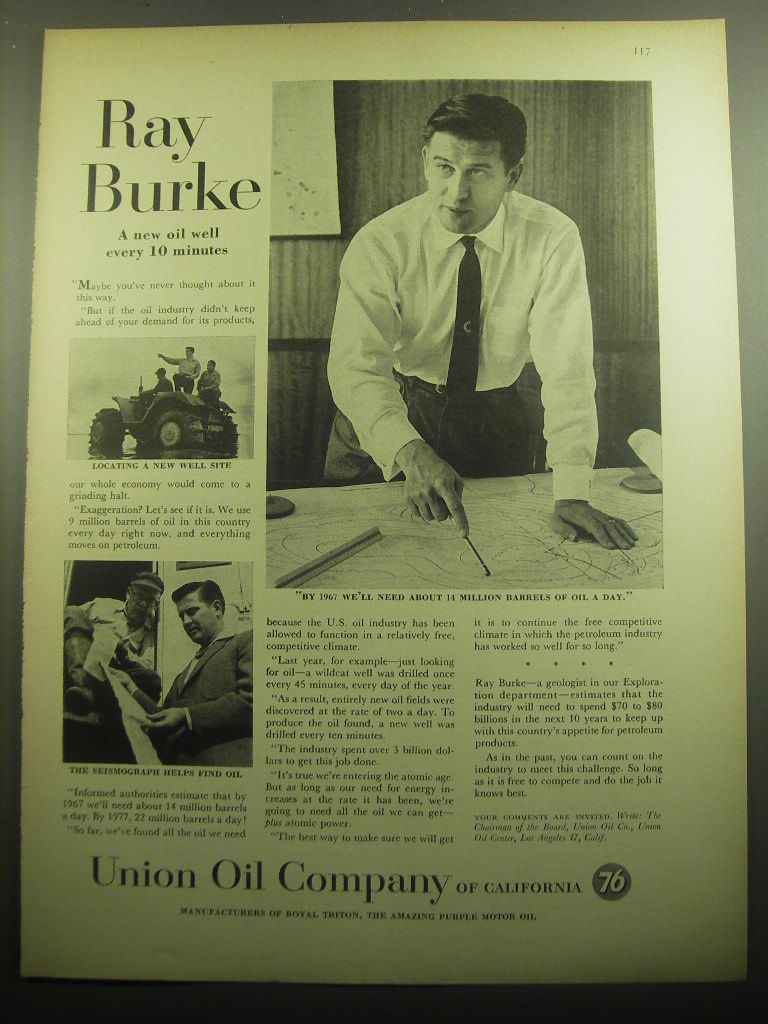 117
Ray
Burke
A new oil well
every 10 minutes
"Maybe you've never thought about it
this way.
"But if the oil industry didn't keep
ahead of your demand for its products,
LOCATING A NEW WELL SITE
our whole economy would come to a
grinding halt.
"Exaggeration? Let's see if it is. We use
9 million barrels of oil in this country
every day right now, and everything
moves on petroleum.
THE SEISMOGRAPH HELPS FIND OIL
"Informed authorities estimate that by
1967 we'll need about 14 million barrels
a day. By 1977, 22 million barrels a day!
"So far, we've found all the oil we need
"BY 1967 WE'LL NEED ABOUT 14 MILLION BARRELS OF OIL A DAY."
because the U.S. oil industry has been
allowed to function in a relatively free,
competitive climate.
"Last year, for example—just looking
for oil—a wildcat well was drilled once
every 45 minutes, every day of the year.
"As a result, entirely new oil fields were
discovered at the rate of two a day. To
produce the oil found, a new well was
drilled every ten minutes.
"The industry spent over 3 billion dol-
lars to get this job done.
"It's true we're entering the atomic age.
But as long as our need for energy in-
creases at the rate it has been, we're
going to need all the oil we can get—
plus atomic power.
"The best way to make sure we will get
it is to continue the free competitive
climate in which the petroleum industry
has worked so well for so long."
* * * *
Ray Burke—a geologist in our Explora-
tion department—estimates that the
industry will need to spend $70 to $80
billions in the next 10 years to keep up
with this country's appetite for petroleum
products.
As in the past, you can count on the
industry to meet this challenge. So long
as it is free to compete and do the job it
knows best.
YOUR COMMENTS ARE INVITED. Write: The
Chairman of the Board, Union Oil Co., Union
Oil Center, Los Angeles 17, Calif.
Union Oil Company OF CALIFORNIA 76
MANUFACTURERS OF ROYAL TRITON, THE AMAZING PURPLE MOTOR OIL